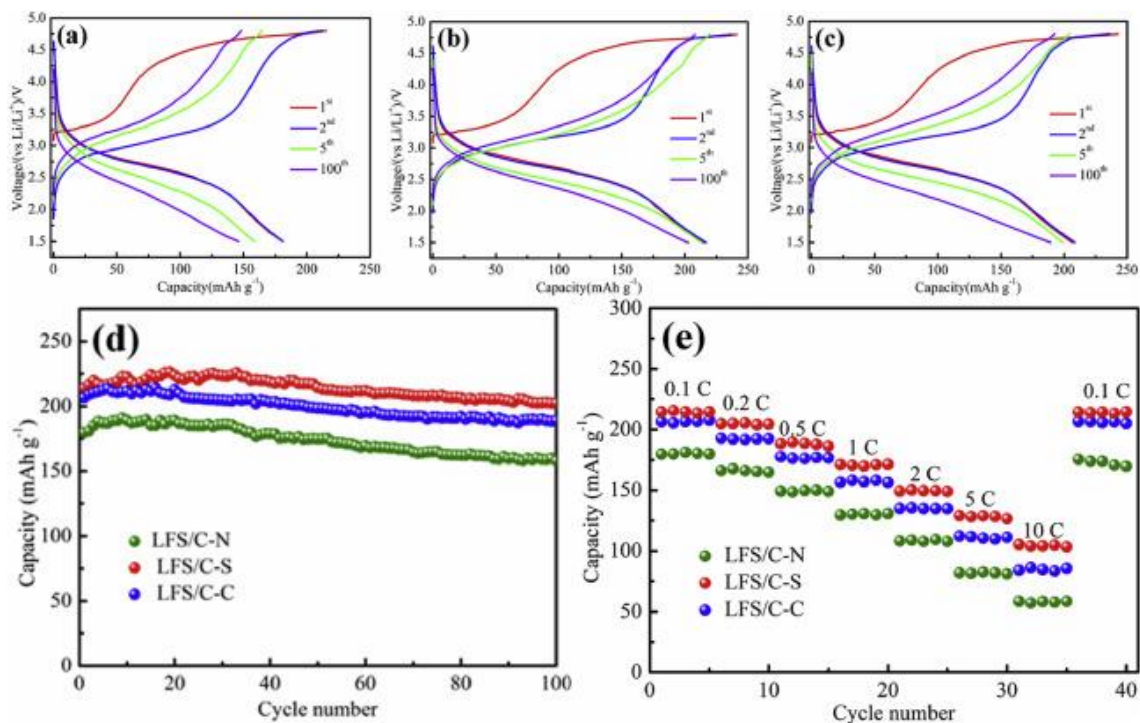 (a)
Voltage/(vs Li/Li⁺)/V
5.0
4.5
4.0
3.5
3.0
2.5
2.0
1.5
1ˢᵗ
2ⁿᵈ
5ᵗʰ
100ᵗʰ
0 50 100 150 200 250
Capacity(mAh g⁻¹)
(b)
Voltage/(vs Li/Li⁺)/V
5.0
4.5
4.0
3.5
3.0
2.5
2.0
1.5
1ˢᵗ
2ⁿᵈ
5ᵗʰ
100ᵗʰ
0 50 100 150 200 250
Capacity(mAh g⁻¹)
(c)
Voltage/(vs Li/Li⁺)/V
5.0
4.5
4.0
3.5
3.0
2.5
2.0
1.5
1ˢᵗ
2ⁿᵈ
5ᵗʰ
100ᵗʰ
0 50 100 150 200 250
Capacity(mAh g⁻¹)
(d)
Capacity (mAh g⁻¹)
250
200
150
100
50
0
LFS/C-N
LFS/C-S
LFS/C-C
0 20 40 60 80 100
Cycle number
(e)
Capacity (mAh g⁻¹)
300
250
200
150
100
50
0
0.1 C
0.2 C
0.5 C
1 C
2 C
5 C
10 C
0.1 C
LFS/C-N
LFS/C-S
LFS/C-C
0 10 20 30 40
Cycle number